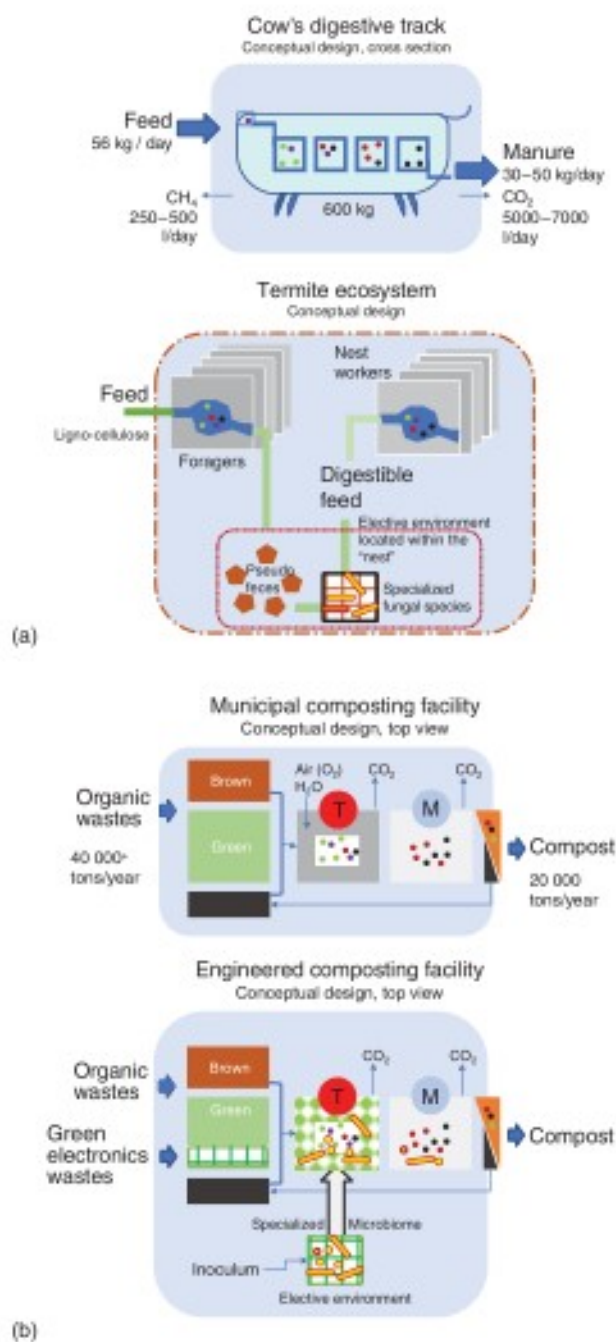 Cow's digestive track
Conceptual design, cross section
Feed
56 kg / day
Manure
30–50 kg/day
CH₄
250–500
l/day
600 kg
CO₂
5000–7000
l/day
Termite ecosystem
Conceptual design
Nest
workers
Feed
Ligno-cellulose
Foragers
Digestible
feed
Elective environment
located within the
"nest"
Pseudo
feces
Specialized
fungal species
(a)
Municipal composting facility
Conceptual design, top view
Organic
wastes
40 000⁺
tons/year
Brown
Green
Air (O₂)
H₂O
CO₂
CO₂
T
M
Compost
20 000
tons/year
Engineered composting facility
Conceptual design, top view
Organic
wastes
Green
electronics
wastes
Brown
Green
CO₂
CO₂
T
M
Compost
Specialized
Microbiome
Inoculum
Elective environment
(b)